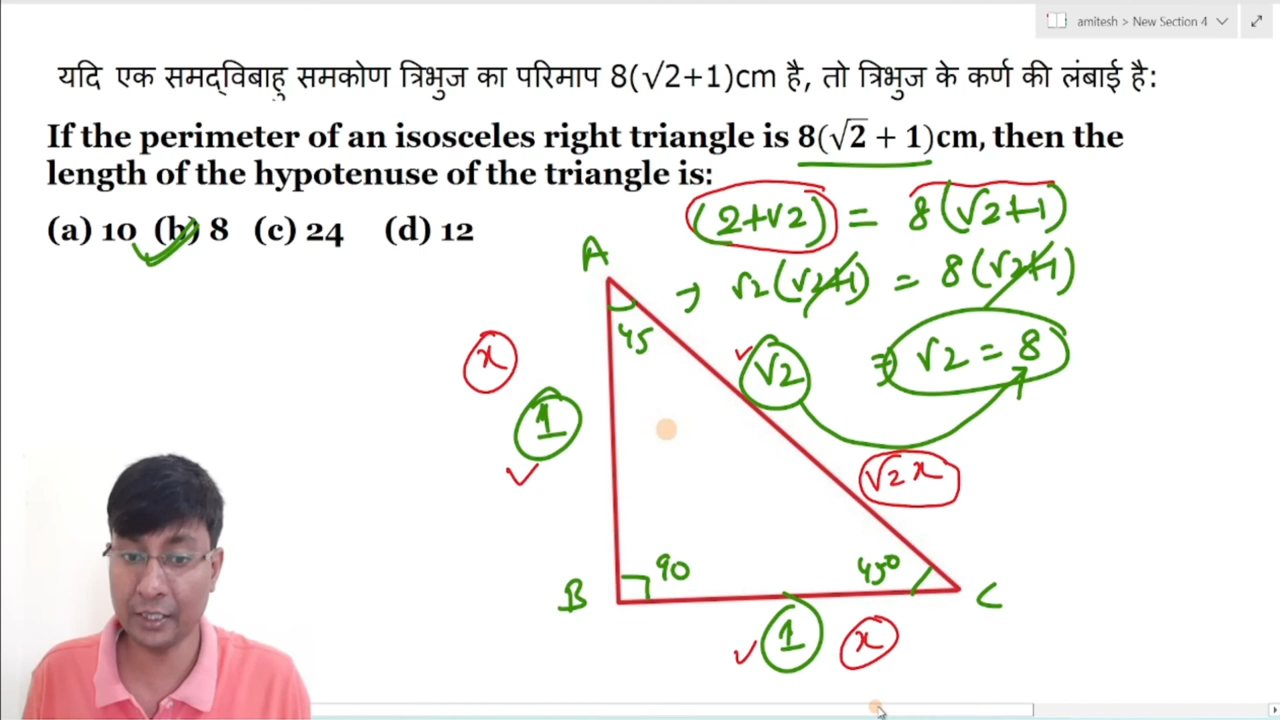 amitesh > New Section 4
यदि एक समद्विबाहु समकोण त्रिभुज का परिमाप 8(√2+1)cm है, तो त्रिभुज के कर्ण की लंबाई है:
If the perimeter of an isosceles right triangle is 8(√2 + 1)cm, then the
length of the hypotenuse of the triangle is:
(a) 10 (b) 8 (c) 24 (d) 12
(2+√2) = 8(√2+1)
→ √2(√2+1) = 8(√2+1)
⇒ √2 = 8
A
45
x
1
√2
√2x
B
90
45°
C
1
x